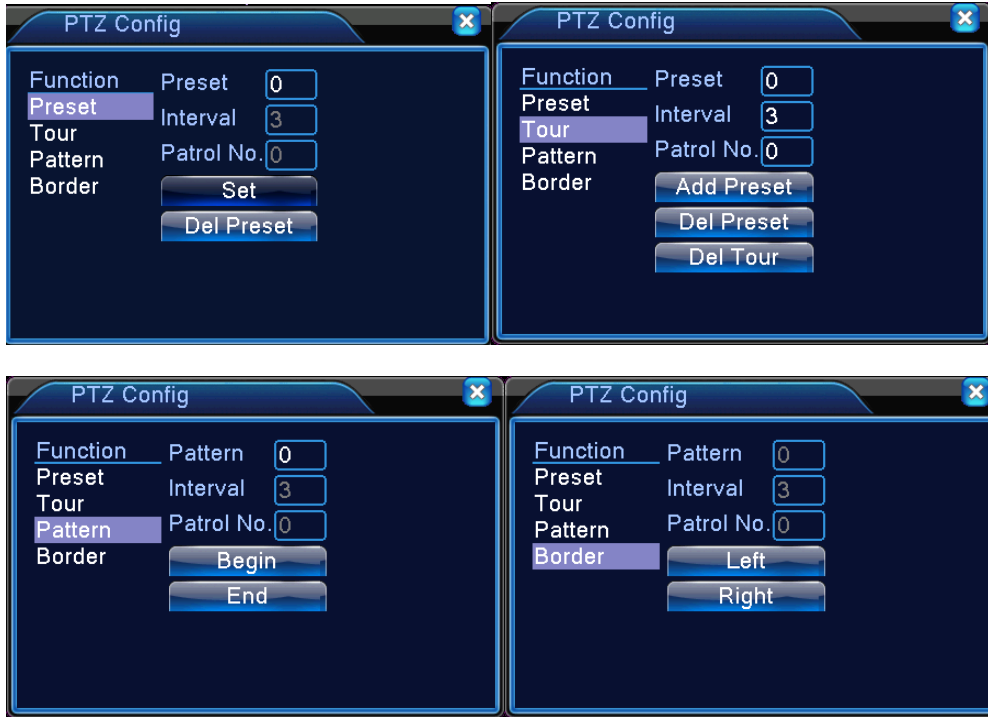 PTZ Config
Function
Preset
Tour
Pattern
Border
Preset 0
Interval 3
Patrol No. 0
Set
Del Preset
PTZ Config
Function
Preset
Tour
Pattern
Border
Preset 0
Interval 3
Patrol No. 0
Add Preset
Del Preset
Del Tour
PTZ Config
Function
Preset
Tour
Pattern
Border
Pattern 0
Interval 3
Patrol No. 0
Begin
End
PTZ Config
Function
Preset
Tour
Pattern
Border
Pattern 0
Interval 3
Patrol No. 0
Left
Right